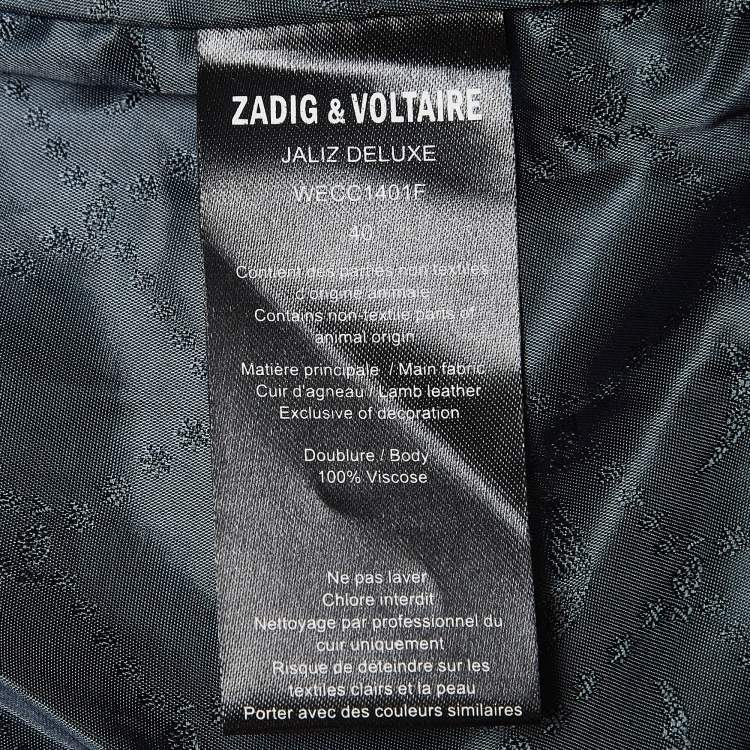 ZADIG & VOLTAIRE
JALIZ DELUXE
WECC1401F
40
Contient des parties non textiles
d'origine animale
Contains non-textile parts of
animal origin
Matière principale / Main fabric
Cuir d'agneau / Lamb leather
Exclusive of decoration
Doublure / Body
100% Viscose
Ne pas laver
Chlore interdit
Nettoyage par professionnel du
cuir uniquement
Risque de déteindre sur les
textiles clairs et la peau
Porter avec des couleurs similaires